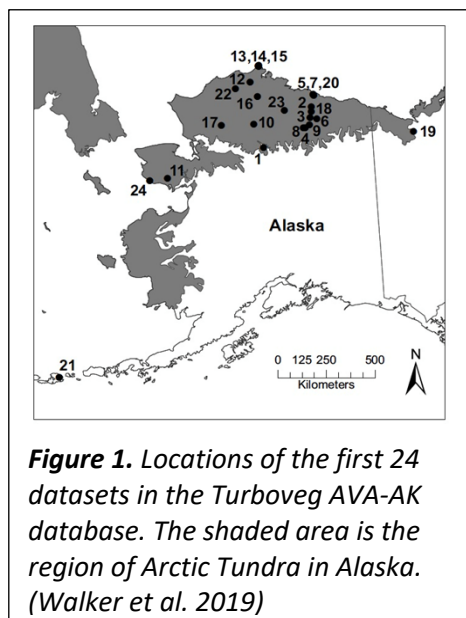 13,14,15
12
5,7,20
22
2
16
18
23
3
6
17
10
8
9
19
4
1
11
24
Alaska
21
0 125 250 500
Kilometers
N
Figure 1. Locations of the first 24
datasets in the Turboveg AVA-AK
database. The shaded area is the
region of Arctic Tundra in Alaska.
(Walker et al. 2019)